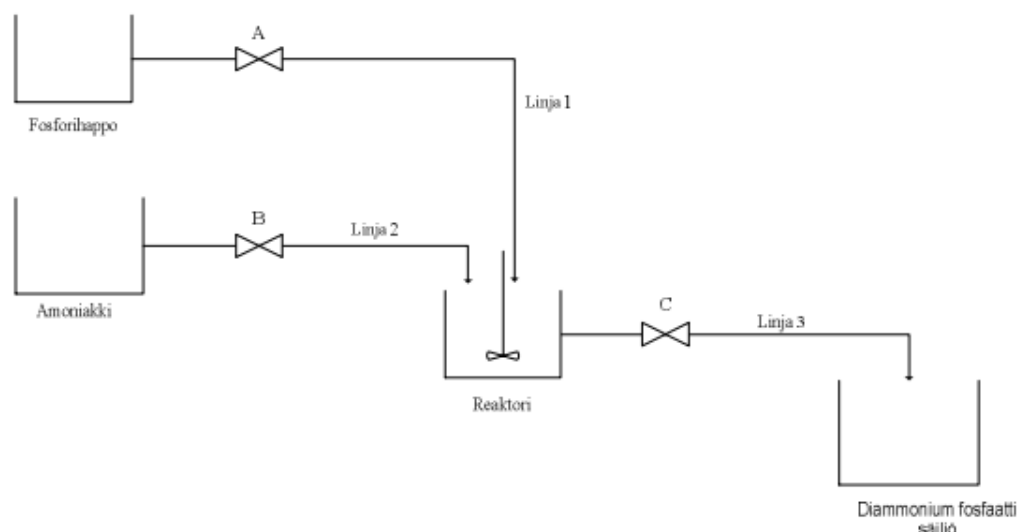 A
Linja 1
Fosforihappo
B
Linja 2
Amoniakki
C
Linja 3
Reaktori
Diammonium fosfaatti
säiliö